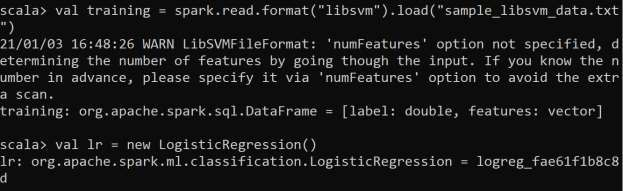 scala> val training = spark.read.format("libsvm").load("sample_libsvm_data.txt
")
21/01/03 16:48:26 WARN LibSVMFileFormat: 'numFeatures' option not specified, d
etermining the number of features by going though the input. If you know the n
umber in advance, please specify it via 'numFeatures' option to avoid the extr
a scan.
training: org.apache.spark.sql.DataFrame = [label: double, features: vector]
scala> val lr = new LogisticRegression()
lr: org.apache.spark.ml.classification.LogisticRegression = logreg_fae61f1b8c8
d